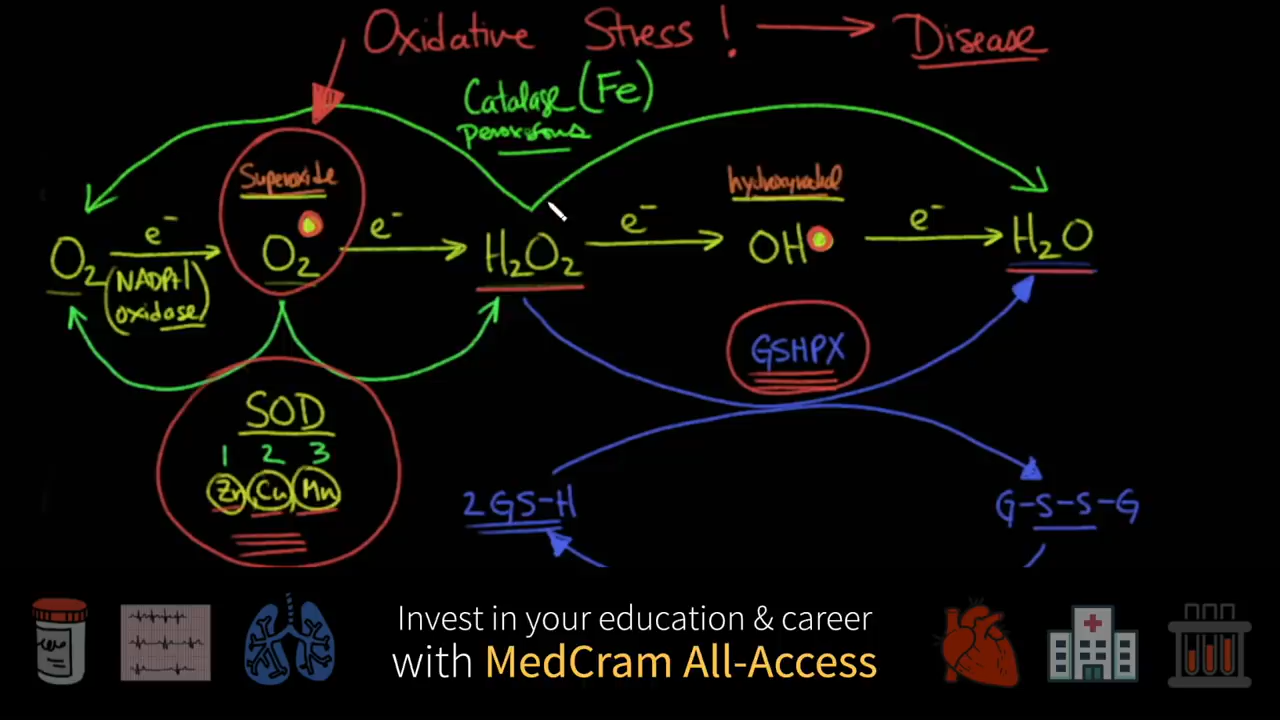 Oxidative Stress ! → Disease
Catalase (Fe)
peroxisomes
Superoxide
hydroxyradical
O₂ e⁻ O₂ e⁻ H₂O₂ e⁻ OH e⁻ H₂O
(NADPH
oxidase)
GSHPX
SOD
1 2 3
Zn, Cu, Mn
2GS-H
G-S-S-G
Invest in your education & career
with MedCram All-Access